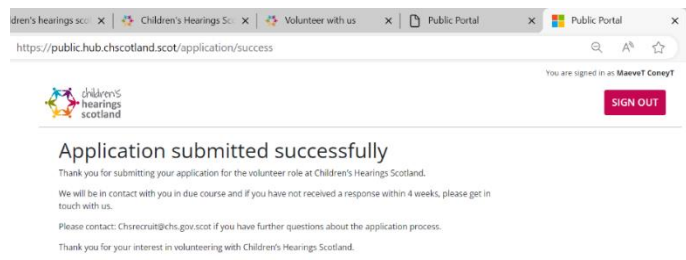 dren's hearings sco
Children's Hearings Sc
Volunteer with us
Public Portal
Public Portal
https://public.hub.chscotland.scot/application/success
You are signed in as MaeveT ConeyT
children's
hearings
scotland
SIGN OUT
Application submitted successfully
Thank you for submitting your application for the volunteer role at Children's Hearings Scotland.
We will be in contact with you in due course and if you have not received a response within 4 weeks, please get in
touch with us.
Please contact: Chsrecruit@chs.gov.scot if you have further questions about the application process.
Thank you for your interest in volunteering with Children's Hearings Scotland.